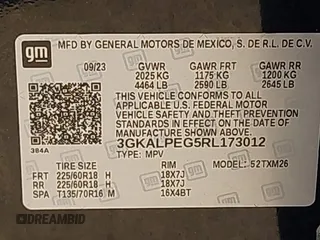 gm
MFD BY GENERAL MOTORS DE MEXICO, S. DE R.L. DE C.V.
09/23 GVWR GAWR FRT GAWR RR
2025 KG 1175 KG 1200 KG
4464 LB 2590 LB 2645 LB
THIS VEHICLE CONFORMS TO ALL
APPLICABLE U.S. FEDERAL MOTOR
VEHICLE SAFETY AND THEFT PREVENTION
STANDARDS IN EFFECT ON THE DATE OF
MANUFACTURE SHOWN ABOVE.
384A
3GKALPEG5RL173012
TYPE: MPV
MODEL: 52TXM26
TIRE SIZE RIM
FRT 225/60R18 H 18X7J
RR 225/60R18 H 18X7J
SPA T135/70R16 M 16X4BT
gm
DREAMBID